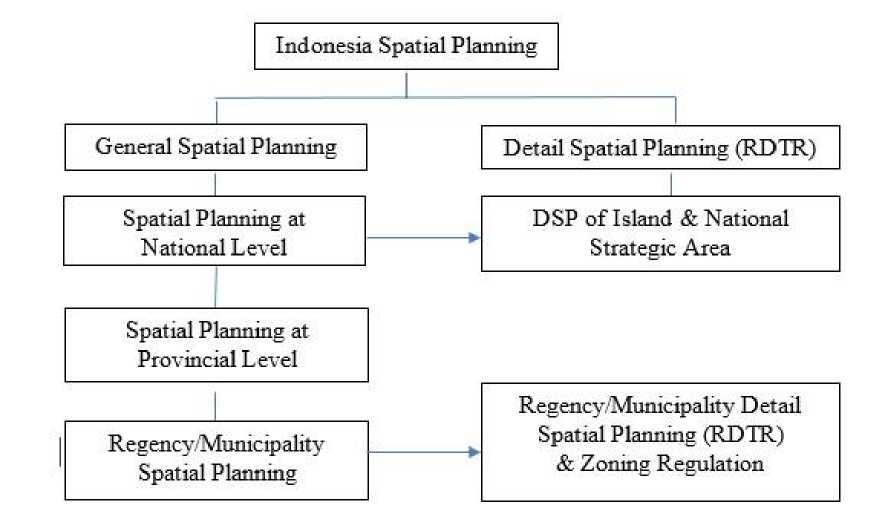 Indonesia Spatial Planning
General Spatial Planning
Detail Spatial Planning (RDTR)
Spatial Planning at
National Level
DSP of Island & National
Strategic Area
Spatial Planning at
Provincial Level
Regency/Municipality
Spatial Planning
Regency/Municipality Detail
Spatial Planning (RDTR)
& Zoning Regulation